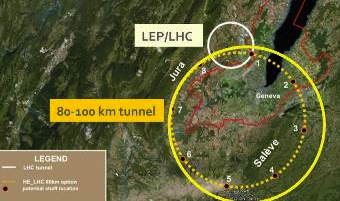 LEP/LHC
Jura
8
1
Geneva
2
80-100 km tunnel
7
3
Salève
6
5
4
LEGEND
LHC tunnel
HE_LHC 80km option
potential shaft location